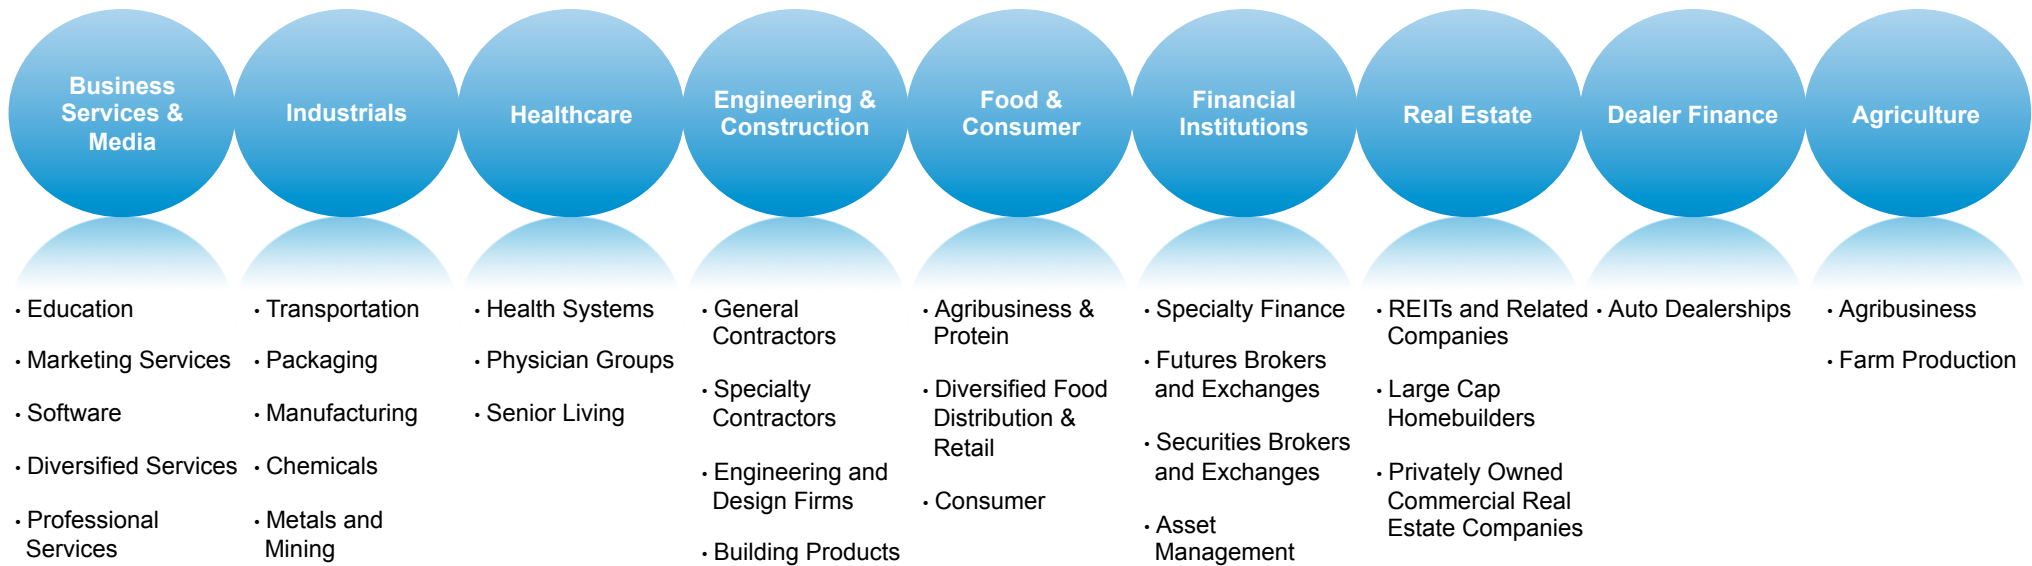 Business
Services &
Media
Industrials
Healthcare
Engineering &
Construction
Food &
Consumer
Financial
Institutions
Real Estate
Dealer Finance
Agriculture
• Education
• Marketing Services
• Software
• Diversified Services
• Professional
Services
• Transportation
• Packaging
• Manufacturing
• Chemicals
• Metals and
Mining
• Health Systems
• Physician Groups
• Senior Living
• General
Contractors
• Specialty
Contractors
• Engineering and
Design Firms
• Building Products
• Agribusiness &
Protein
• Diversified Food
Distribution &
Retail
• Consumer
• Specialty Finance
• Futures Brokers
and Exchanges
• Securities Brokers
and Exchanges
• Asset
Management
• REITs and Related
Companies
• Large Cap
Homebuilders
• Privately Owned
Commercial Real
Estate Companies
• Auto Dealerships
• Agribusiness
• Farm Production